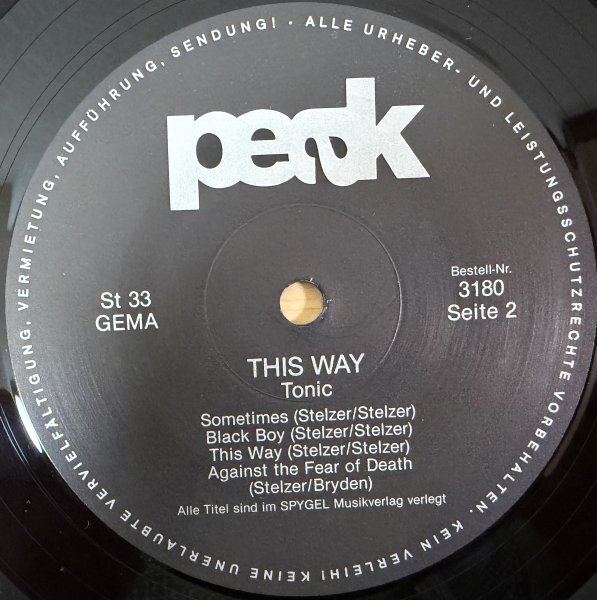 ALLE URHEBER- UND LEISTUNGSSCHUTZRECHTE VORBEHALTEN. KEIN VERLEIH! KEINE UNERLAUBTE VERVIELFÄLTIGUNG, VERMIETUNG, AUFFÜHRUNG, SENDUNG! ·
peak
St 33
GEMA
Bestell-Nr.
3180
Seite 2
THIS WAY
Tonic
Sometimes (Stelzer/Stelzer)
Black Boy (Stelzer/Stelzer)
This Way (Stelzer/Stelzer)
Against the Fear of Death
(Stelzer/Bryden)
Alle Titel sind im SPYGEL Musikverlag verlegt